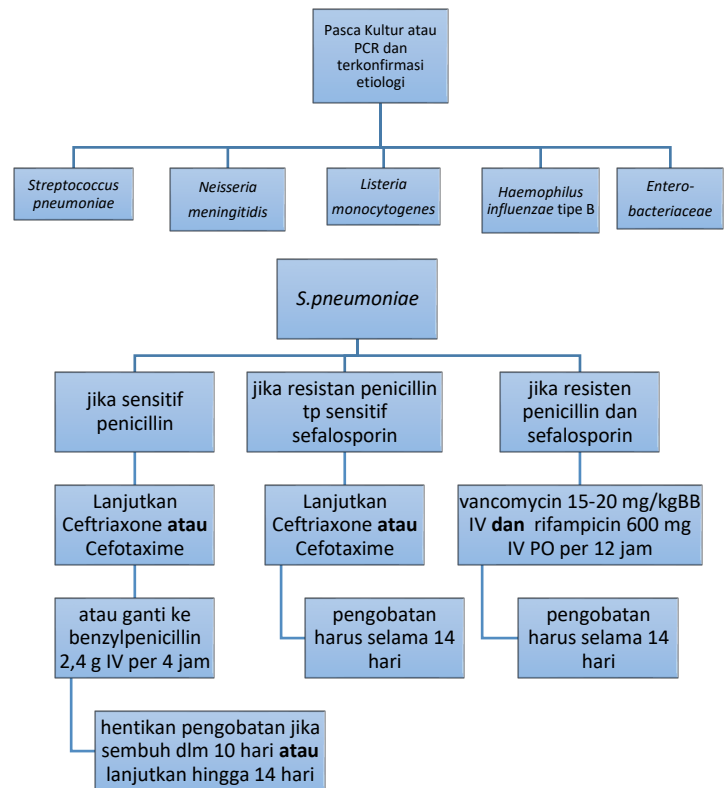 Pasca Kultur atau
PCR dan
terkonfirmasi
etiologi
Streptococcus
pneumoniae
Neisseria
meningitidis
Listeria
monocytogenes
Haemophilus
influenzae tipe B
Entero-
bacteriaceae
S.pneumoniae
jika sensitif
penicillin
Lanjutkan
Ceftriaxone atau
Cefotaxime
atau ganti ke
benzylpenicillin
2,4 g IV per 4 jam
hentikan pengobatan jika
sembuh dlm 10 hari atau
lanjutkan hingga 14 hari
jika resistan penicillin
tp sensitif
sefalosporin
Lanjutkan
Ceftriaxone atau
Cefotaxime
pengobatan
harus selama 14
hari
jika resisten
penicillin dan
sefalosporin
vancomycin 15-20 mg/kgBB
IV dan rifampicin 600 mg
IV PO per 12 jam
pengobatan
harus selama 14
hari